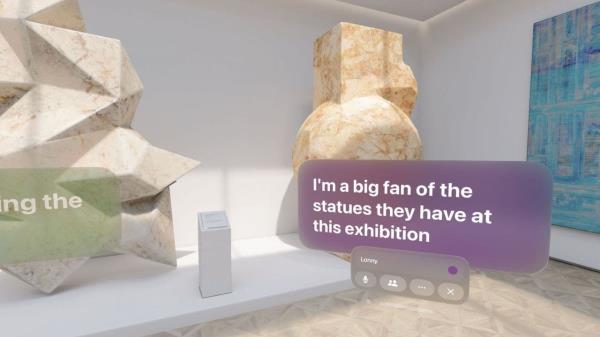 ing the
I'm a big fan of the
statues they have at
this exhibition
Lonny